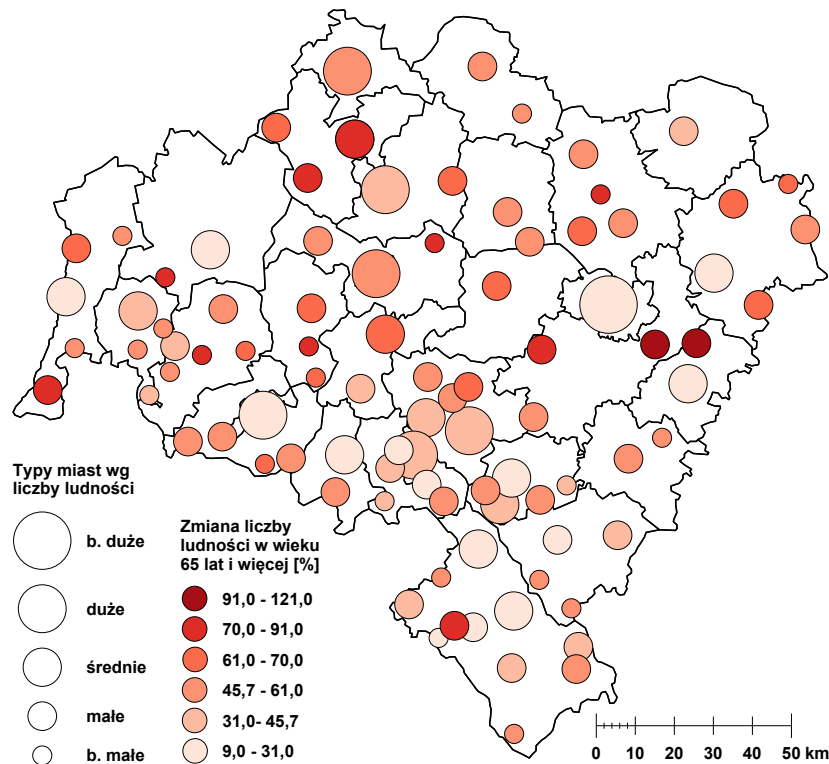 Typy miast wg
liczby ludności
b. duże
duże
średnie
małe
b. małe
Zmiana liczby
ludności w wieku
65 lat i więcej [%]
91,0 - 121,0
70,0 - 91,0
61,0 - 70,0
45,7 - 61,0
31,0- 45,7
9,0 - 31,0
0 10 20 30 40 50 km